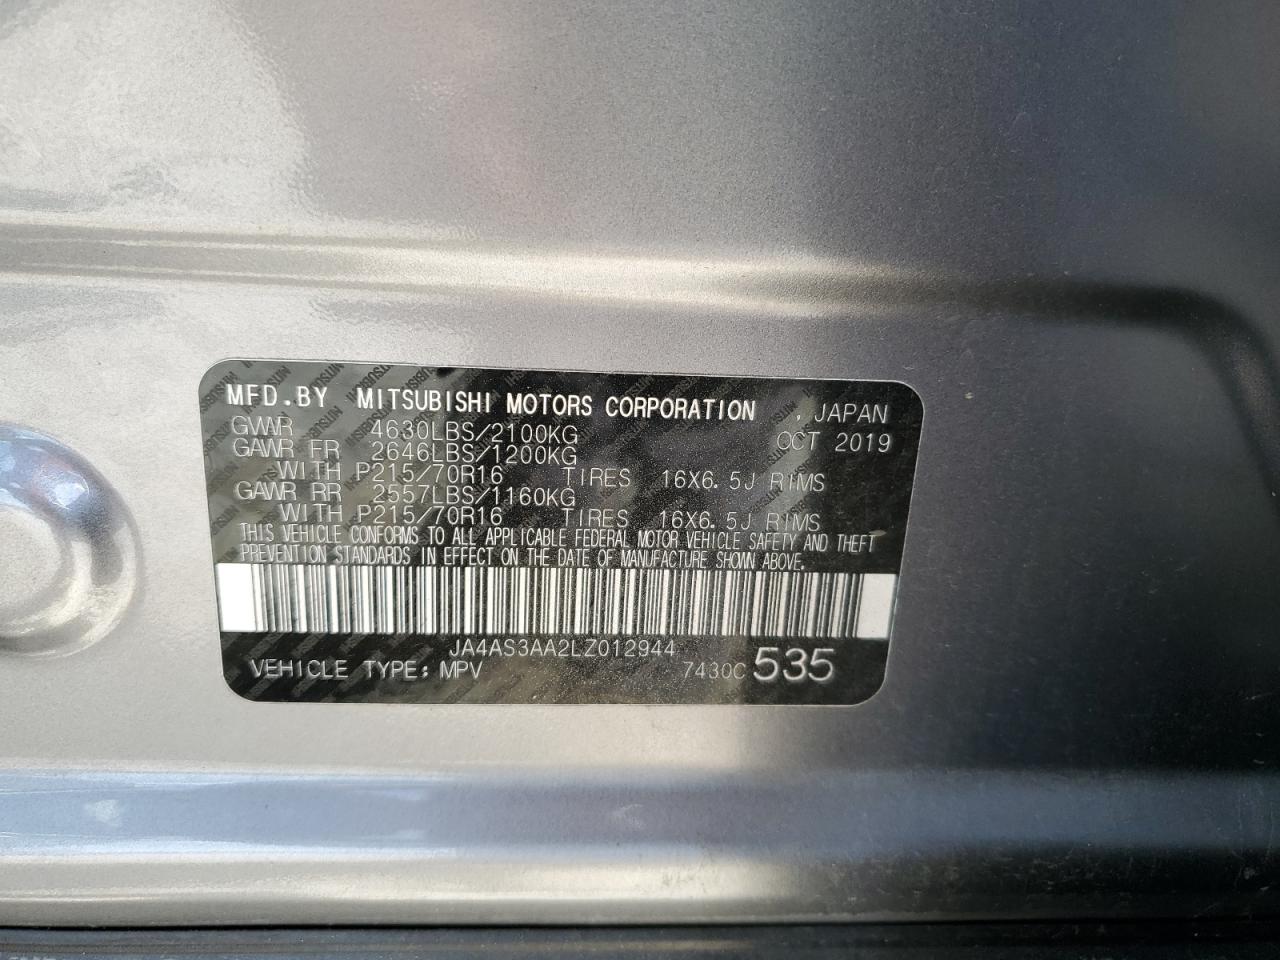 MFD.BY MITSUBISHI MOTORS CORPORATION , JAPAN
GVWR 4630LBS/2100KG OCT 2019
GAWR FR 2646LBS/1200KG
WITH P215/70R16 TIRES 16X6.5J RIMS
GAWR RR 2557LBS/1160KG
WITH P215/70R16 TIRES 16X6.5J RIMS
THIS VEHICLE CONFORMS TO ALL APPLICABLE FEDERAL MOTOR VEHICLE SAFETY AND THEFT
PREVENTION STANDARDS IN EFFECT ON THE DATE OF MANUFACTURE SHOWN ABOVE.
JA4AS3AA2LZ012944
VEHICLE TYPE; MPV 7430C 535